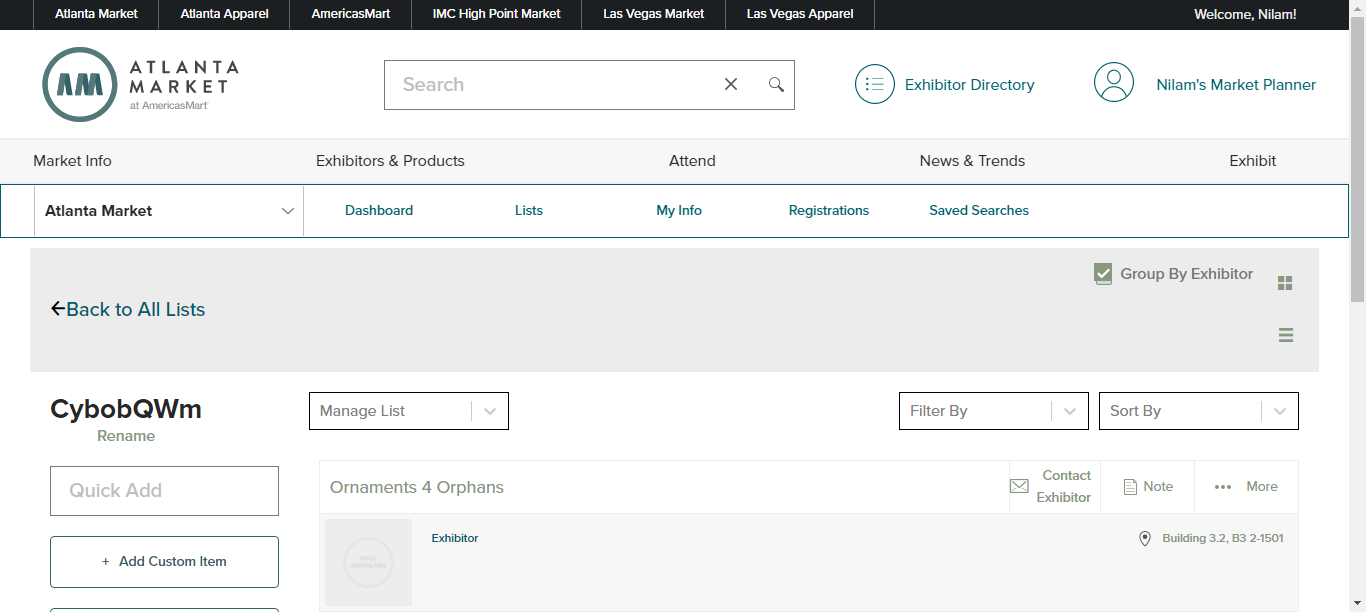 Atlanta Market Atlanta Apparel AmericasMart IMC High Point Market Las Vegas Market Las Vegas Apparel Welcome, Nilam!
AM ATLANTA
MARKET
at AmericasMart
Search
Exhibitor Directory
Nilam's Market Planner
Market Info Exhibitors & Products Attend News & Trends Exhibit
Atlanta Market Dashboard Lists My Info Registrations Saved Searches
Group By Exhibitor
Back to All Lists
CybobQWm
Rename
Manage List
Filter By
Sort By
Quick Add
+ Add Custom Item
Ornaments 4 Orphans
Contact
Exhibitor
Note
More
IMAGE
UNAVAILABLE
Exhibitor
Building 3.2, B3 2-1501